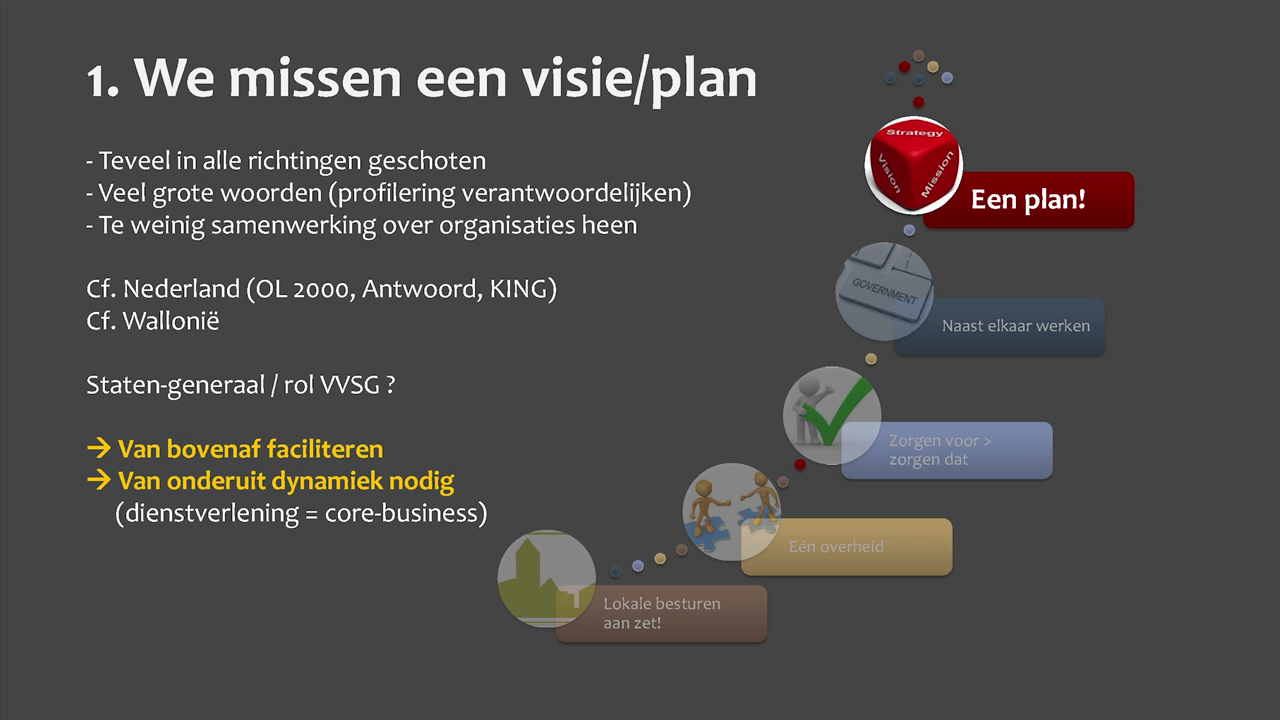 1. We missen een visie/plan
- Teveel in alle richtingen geschoten
- Veel grote woorden (profilering verantwoordelijken)
- Te weinig samenwerking over organisaties heen
Cf. Nederland (OL 2000, Antwoord, KING)
Cf. Wallonië
Staten-generaal / rol VVSG ?
→ Van bovenaf faciliteren
→ Van onderuit dynamiek nodig
(dienstverlening = core-business)
Strategy
Vision
Mission
Een plan!
GOVERNMENT
Naast elkaar werken
Zorgen voor >
zorgen dat
Eén overheid
Lokale besturen
aan zet!